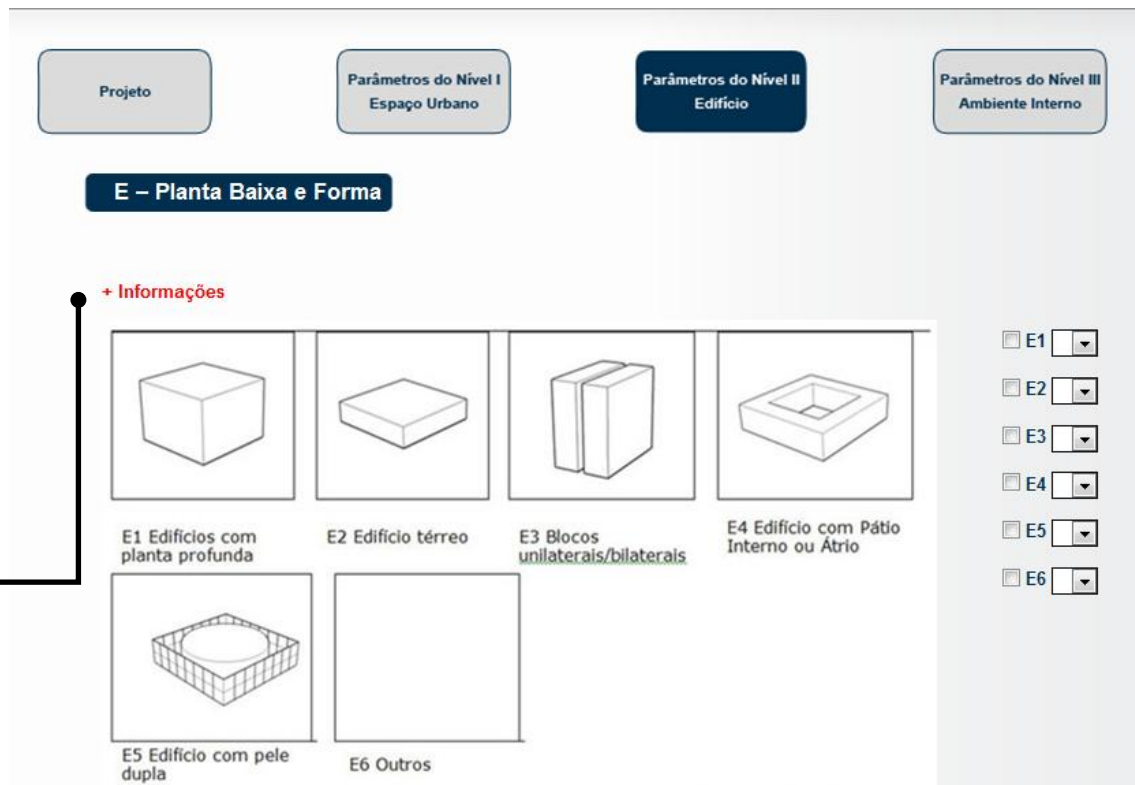 Projeto
Parâmetros do Nível I
Espaço Urbano
Parâmetros do Nível II
Edifício
Parâmetros do Nível III
Ambiente Interno
E – Planta Baixa e Forma
+ Informações
E1 Edifícios com
planta profunda
E2 Edifício térreo
E3 Blocos
unilaterais/bilaterais
E4 Edifício com Pátio
Interno ou Átrio
E5 Edifício com pele
dupla
E6 Outros
E1
E2
E3
E4
E5
E6